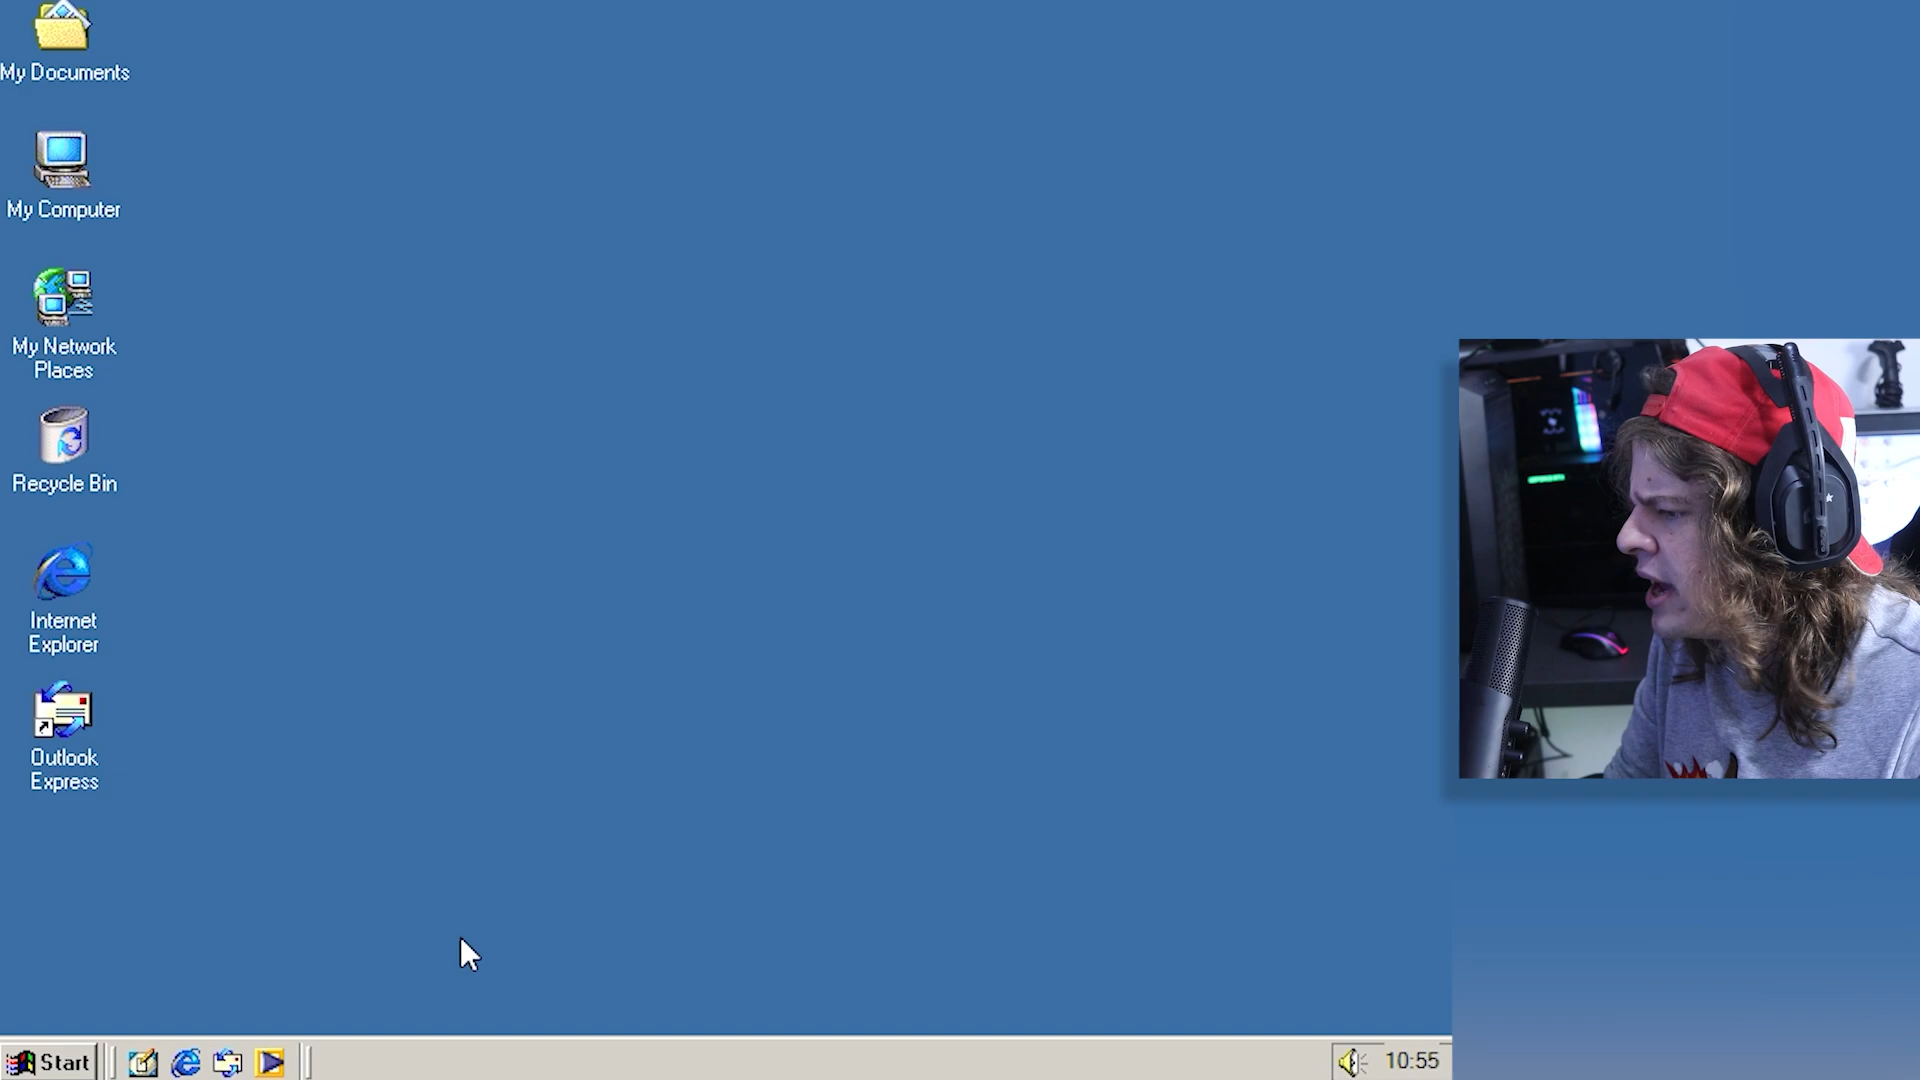 My Documents
My Computer
My Network
Places
Recycle Bin
Internet
Explorer
Outlook
Express
Start
10:55